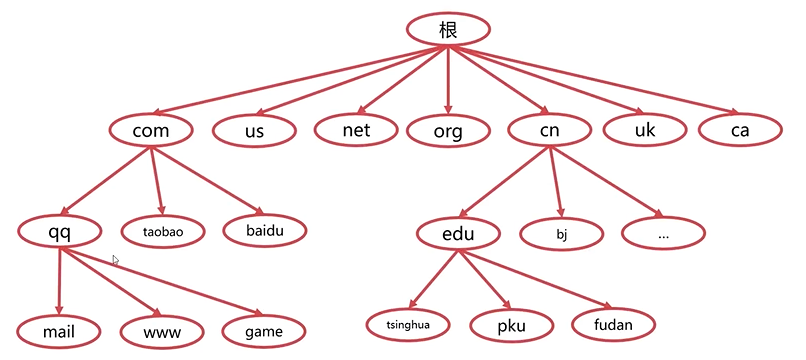 根
com
us
net
org
cn
uk
ca
qq
taobao
baidu
edu
bj
...
mail
www
game
tsinghua
pku
fudan